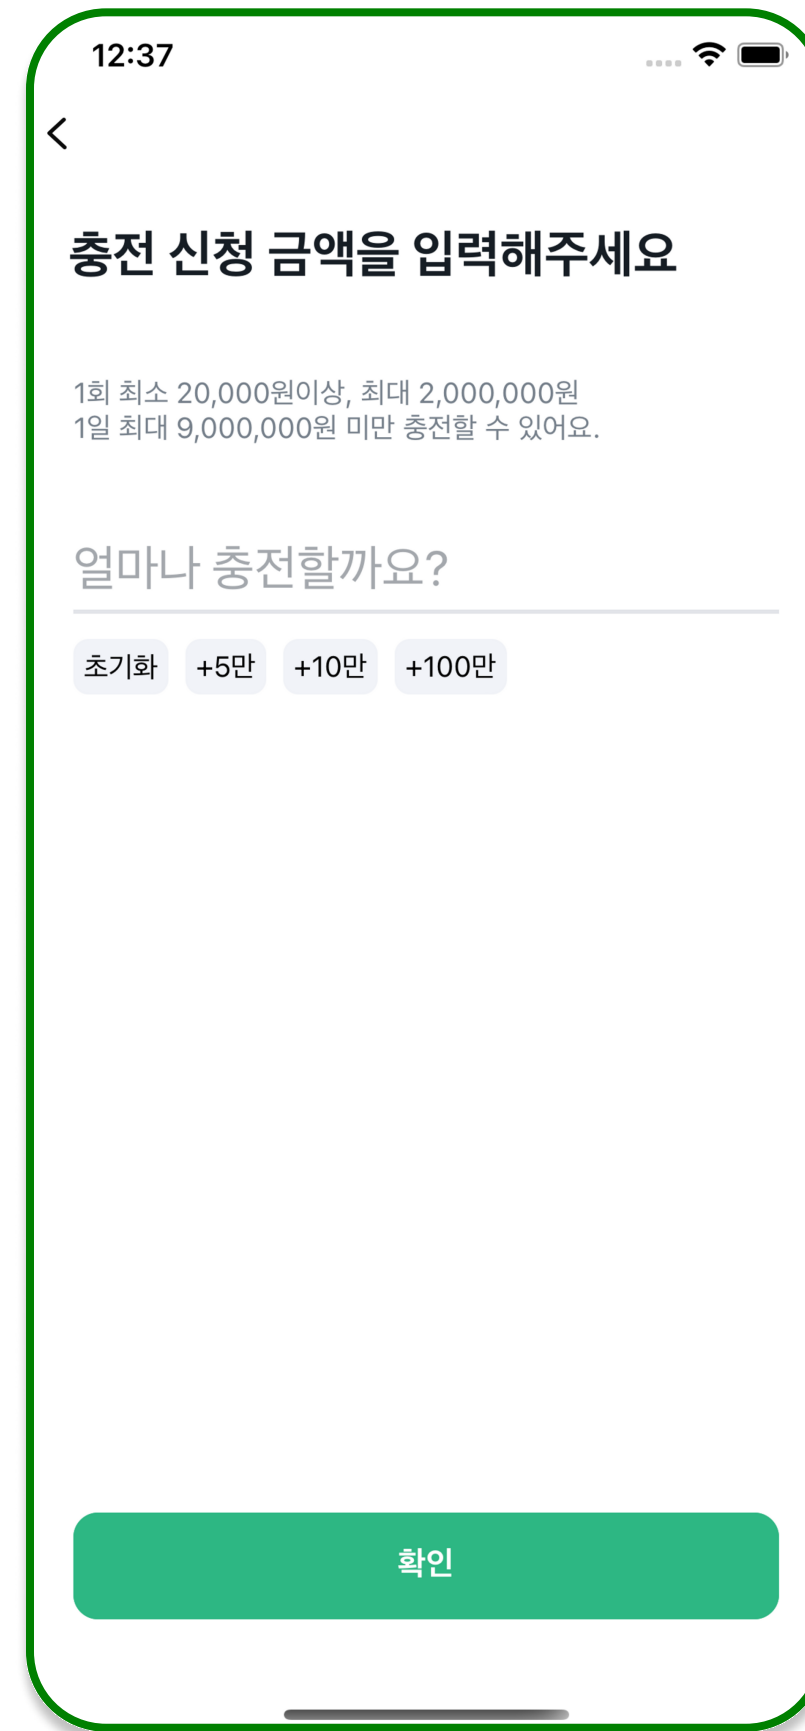 12:37
충전 신청 금액을 입력해주세요
1회 최소 20,000원이상, 최대 2,000,000원
1일 최대 9,000,000원 미만 충전할 수 있어요.
얼마나 충전할까요?
초기화 +5만 +10만 +100만
확인